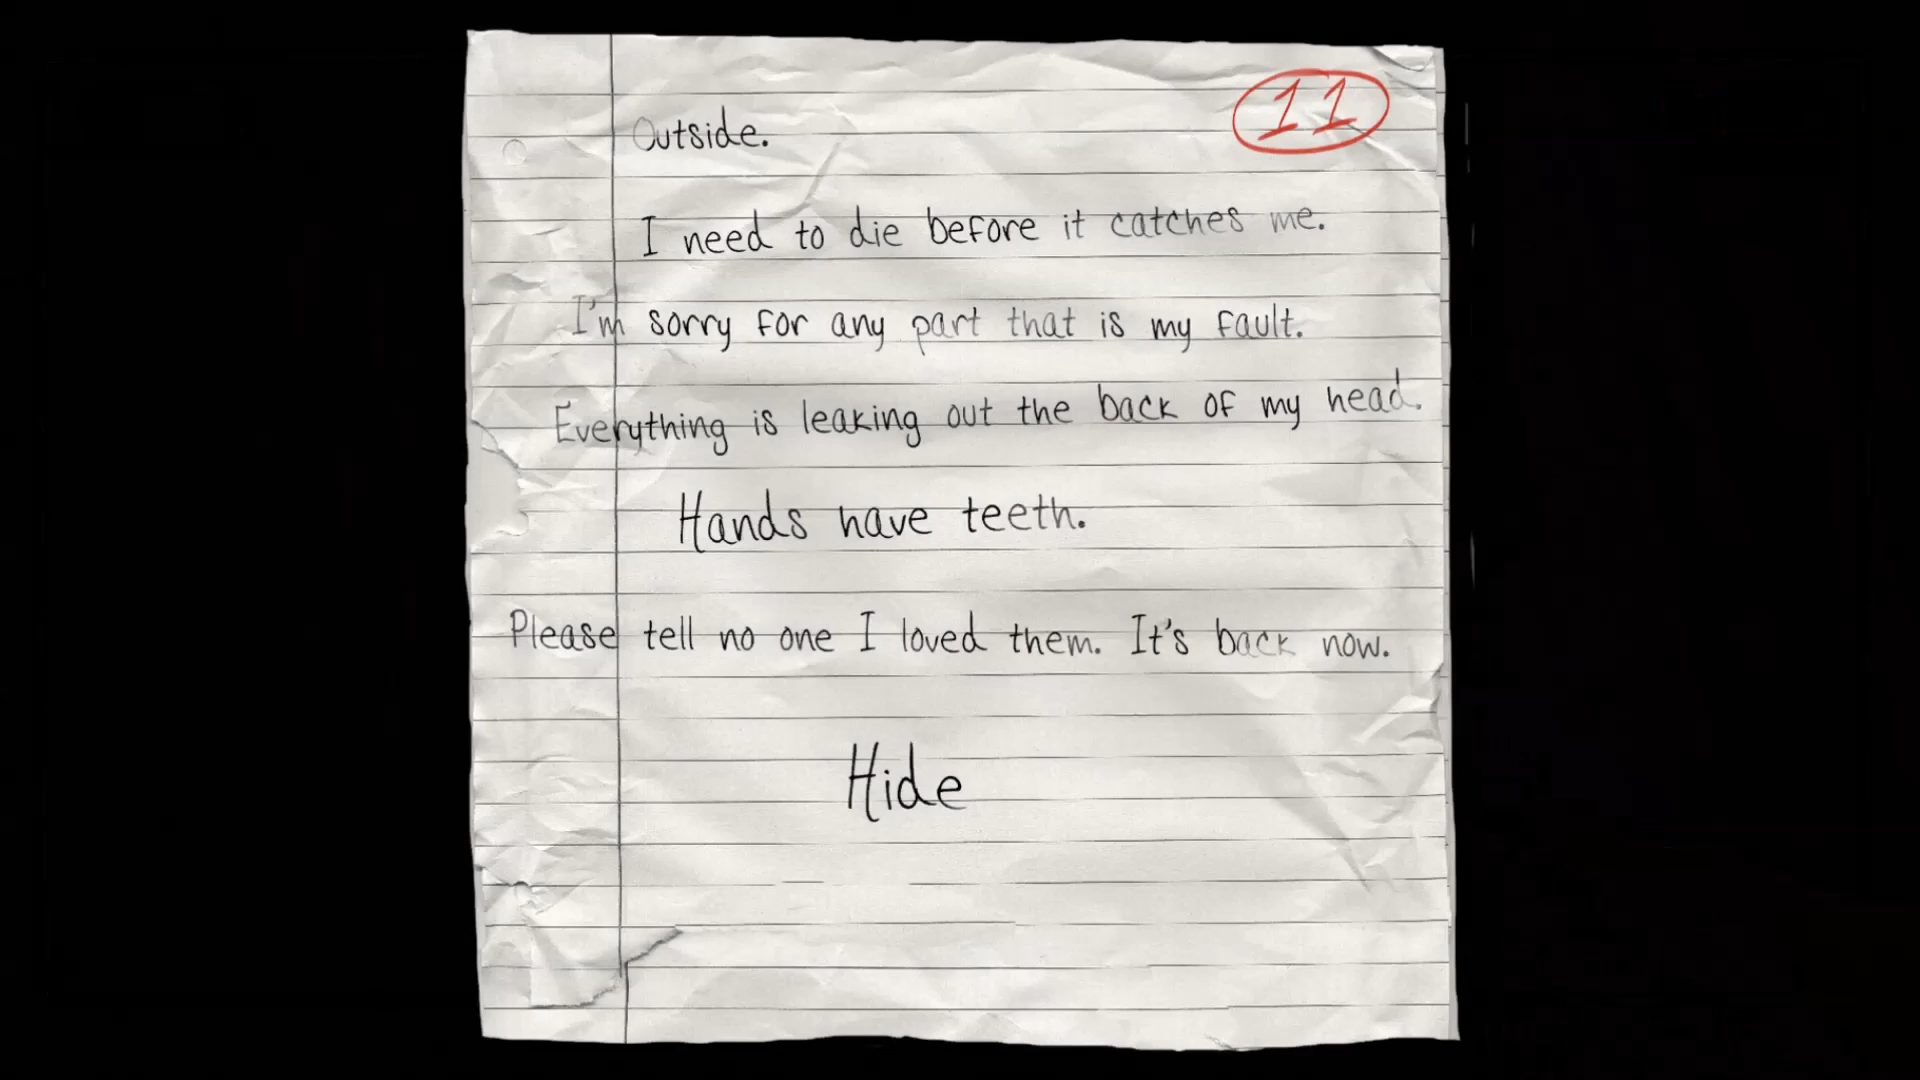 11
Outside.
I need to die before it catches me.
I'm sorry for any part that is my fault.
Everything is leaking out the back of my head.
Hands have teeth.
Please tell no one I loved them. It's back now.
Hide